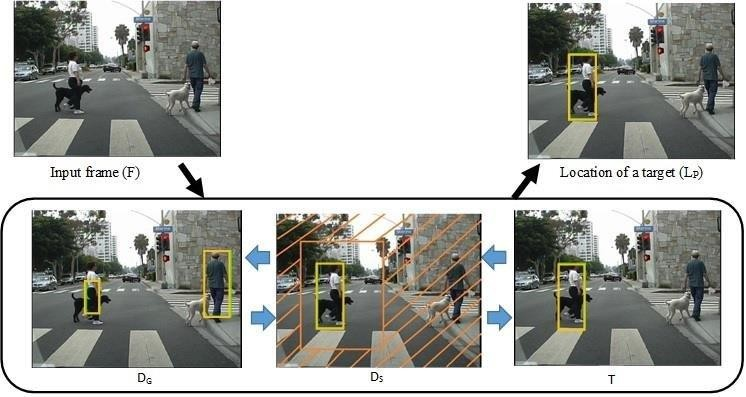 Input frame (F)
Location of a target (LP)
DG
DS
T